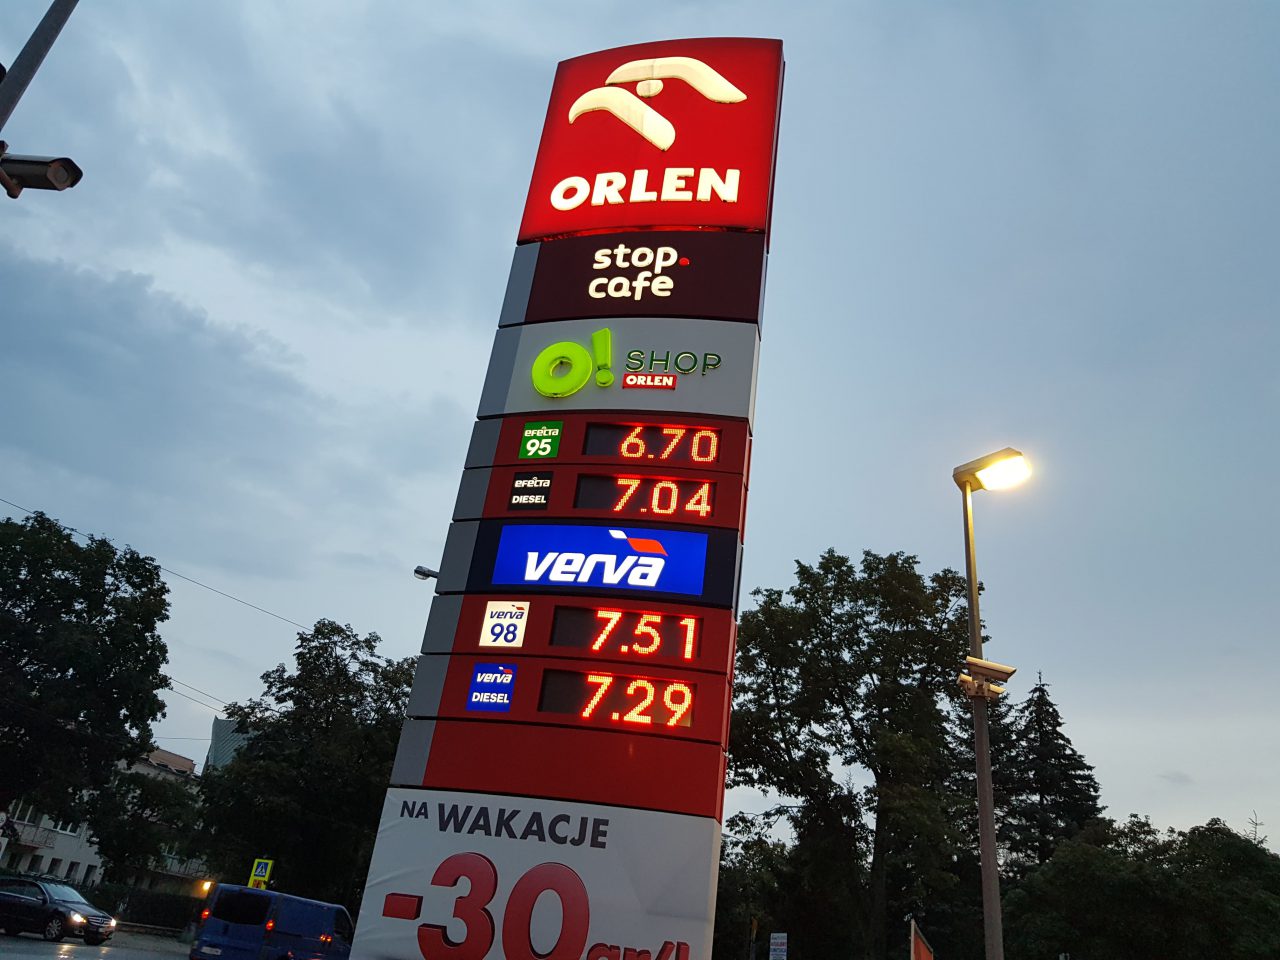 ORLEN
stop.
cafe
O! SHOP
ORLEN
efecta
95
6.70
efecta
DIESEL
7.04
verva
verva
98
7.51
verva
DIESEL
7.29
NA WAKACJE
-30 gr/l